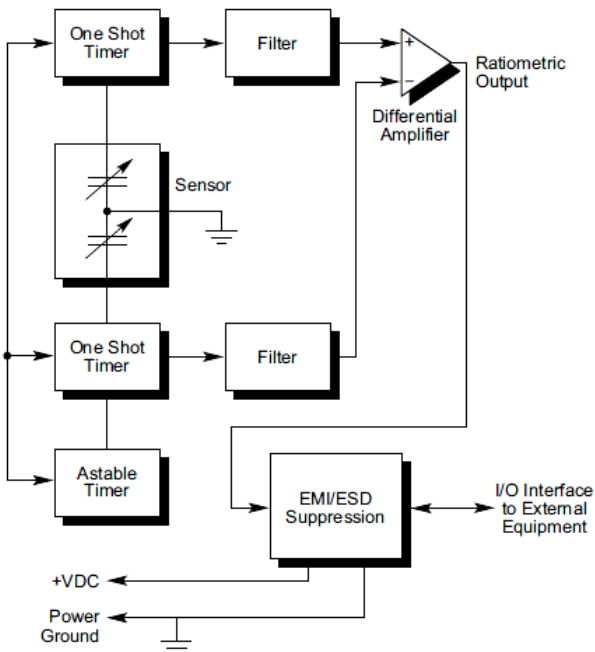 One Shot
Timer
Filter
+
−
Ratiometric
Output
Differential
Amplifier
Sensor
One Shot
Timer
Filter
Astable
Timer
EMI/ESD
Suppression
I/O Interface
to External
Equipment
+VDC
Power
Ground